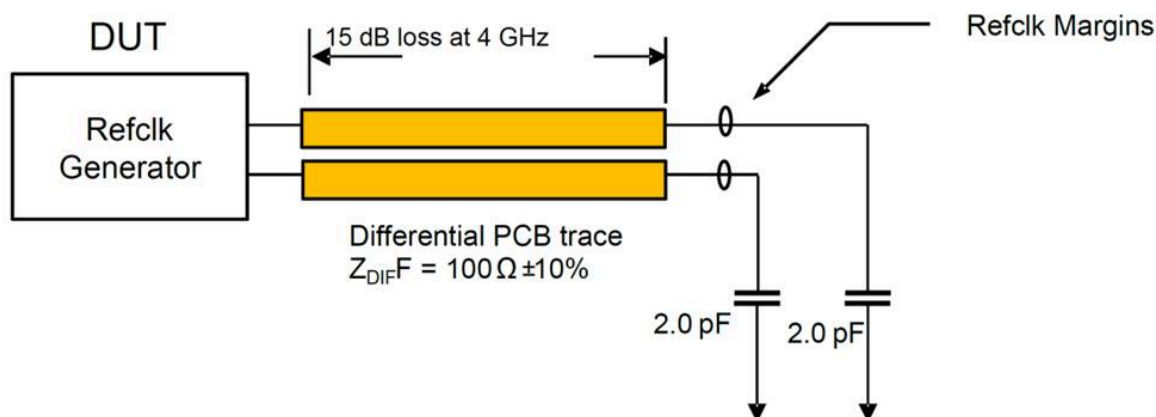 DUT
15 dB loss at 4 GHz
Refclk Margins
Refclk
Generator
Differential PCB trace
ZDIFF = 100Ω ±10%
2.0 pF
2.0 pF